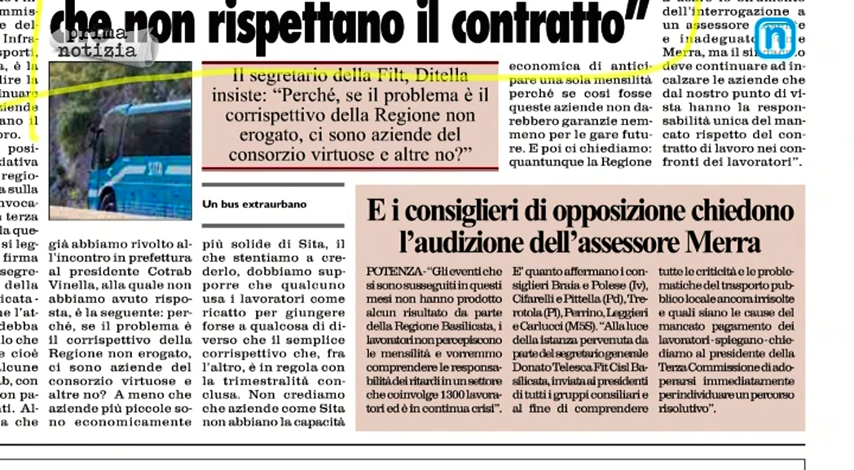 che non rispettano il contratto”
prima
notizia
n
Il segretario della Filt, Ditella
insiste: “Perché, se il problema è il
corrispettivo della Regione non
erogato, ci sono aziende del
consorzio virtuose e altre no?”
SITA
Un bus extraurbano
già abbiamo rivolto al-
l'incontro in prefettura
al presidente Cotrab
Vinella, alla quale non
abbiamo avuto rispo-
sta, è la seguente: per-
ché, se il problema è
il corrispettivo della
Regione non erogato,
ci sono aziende del
consorzio virtuose e
altre no? A meno che
aziende più piccole so-
no economicamente
più solide di Sita, il
che stentiamo a cre-
derlo, dobbiamo sup-
porre che qualcuno
usa i lavoratori come
ricatto per giungere
forse a qualcosa di di-
verso che il semplice
corrispettivo che, fra
l'altro, è in regola con
la trimestralità con-
clusa. Non crediamo
che aziende come Sita
non abbiano la capacità
economica di antici-
pare una sola mensilità
perché se così fosse
queste aziende non da-
rebbero garanzie nem-
meno per le gare futu-
re. E poi ci chiediamo:
quantunque la Regione
dell'interrogazione a
un assessore
e inadeguato
Merra, ma il sindacato
deve continuare ad in-
calzare le aziende che
dal nostro punto di vi-
sta hanno la respon-
sabilità unica del man-
cato rispetto del con-
tratto di lavoro nei con-
fronti dei lavoratori”.
E i consiglieri di opposizione chiedono
l’audizione dell’assessore Merra
POTENZA - “Gli eventi che
si sono susseguiti in questi
mesi non hanno prodotto
alcun risultato da parte
della Regione Basilicata, i
lavoratori non percepiscono
le mensilità e vorremmo
comprendere le responsa-
bilità dei ritardi in un settore
che coinvolge 1300 lavora-
tori ed è in continua crisi”.
E’ quanto affermano i con-
siglieri Braia e Polese (Iv),
Cifarelli e Pittella (Pd), Tre-
rotola (Pl), Perrino, Leggieri
e Carlucci (M5S). “Alla luce
della istanza pervenuta da
parte del segretario generale
Donato Telesca Fit Cisl Ba-
silicata, inviata ai presidenti
di tutti i gruppi consiliari e
al fine di comprendere
tutte le criticità e le proble-
matiche del trasporto pub-
blico locale ancora irrisolte
e quali siano le cause del
mancato pagamento dei
lavoratori - spiegano - chie-
diamo al presidente della
Terza Commissione di ado-
perarsi immediatamente
per individuare un percorso
risolutivo”.